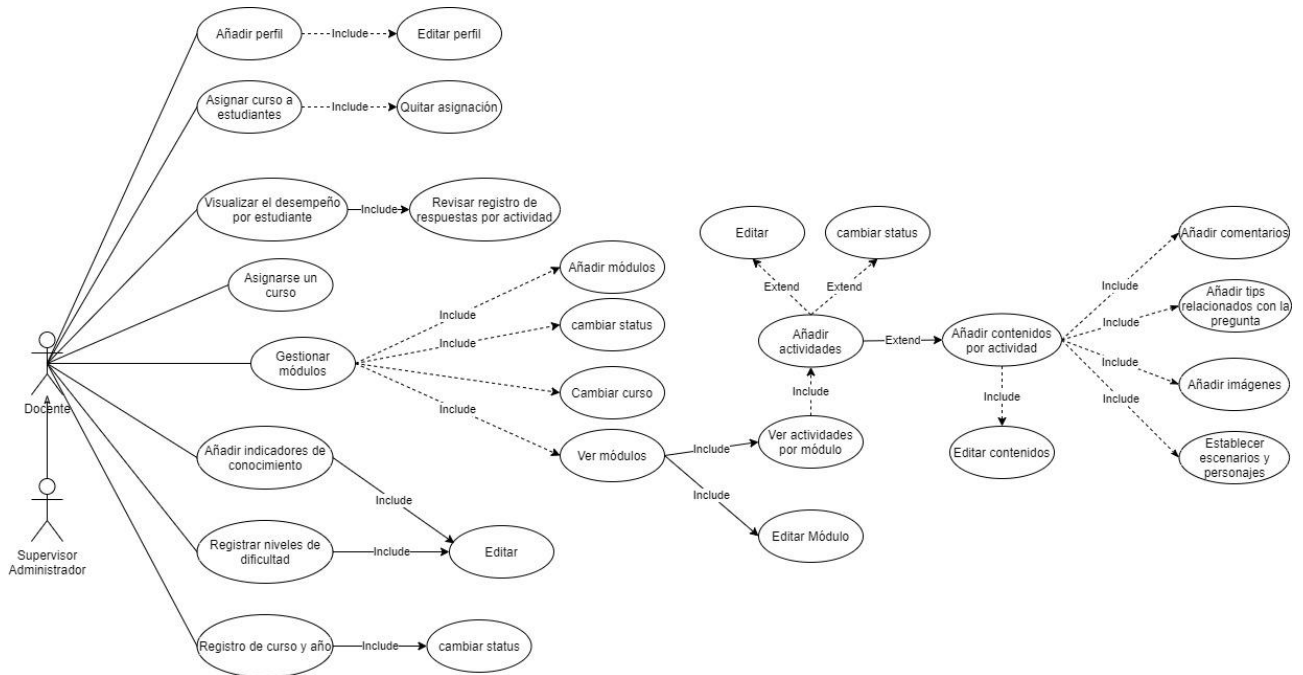 Añadir perfil
Include
Editar perfil
Asignar curso a
estudiantes
Include
Quitar asignación
Visualizar el desempeño
por estudiante
Include
Revisar registro de
respuestas por actividad
Asignarse un
curso
Gestionar
módulos
Include
Añadir módulos
Include
cambiar status
Include
Cambiar curso
Include
Ver módulos
Include
Ver actividades
por módulo
Include
Editar Módulo
Include
Añadir
actividades
Extend
Editar
Extend
cambiar status
Extend
Añadir contenidos
por actividad
Include
Editar contenidos
Include
Añadir comentarios
Include
Añadir tips
relacionados con la
pregunta
Include
Añadir imágenes
Include
Establecer
escenarios y
personajes
Docente
Supervisor
Administrador
Añadir indicadores de
conocimiento
Include
Registrar niveles de
dificultad
Include
Editar
Registro de curso y año
Include
cambiar status